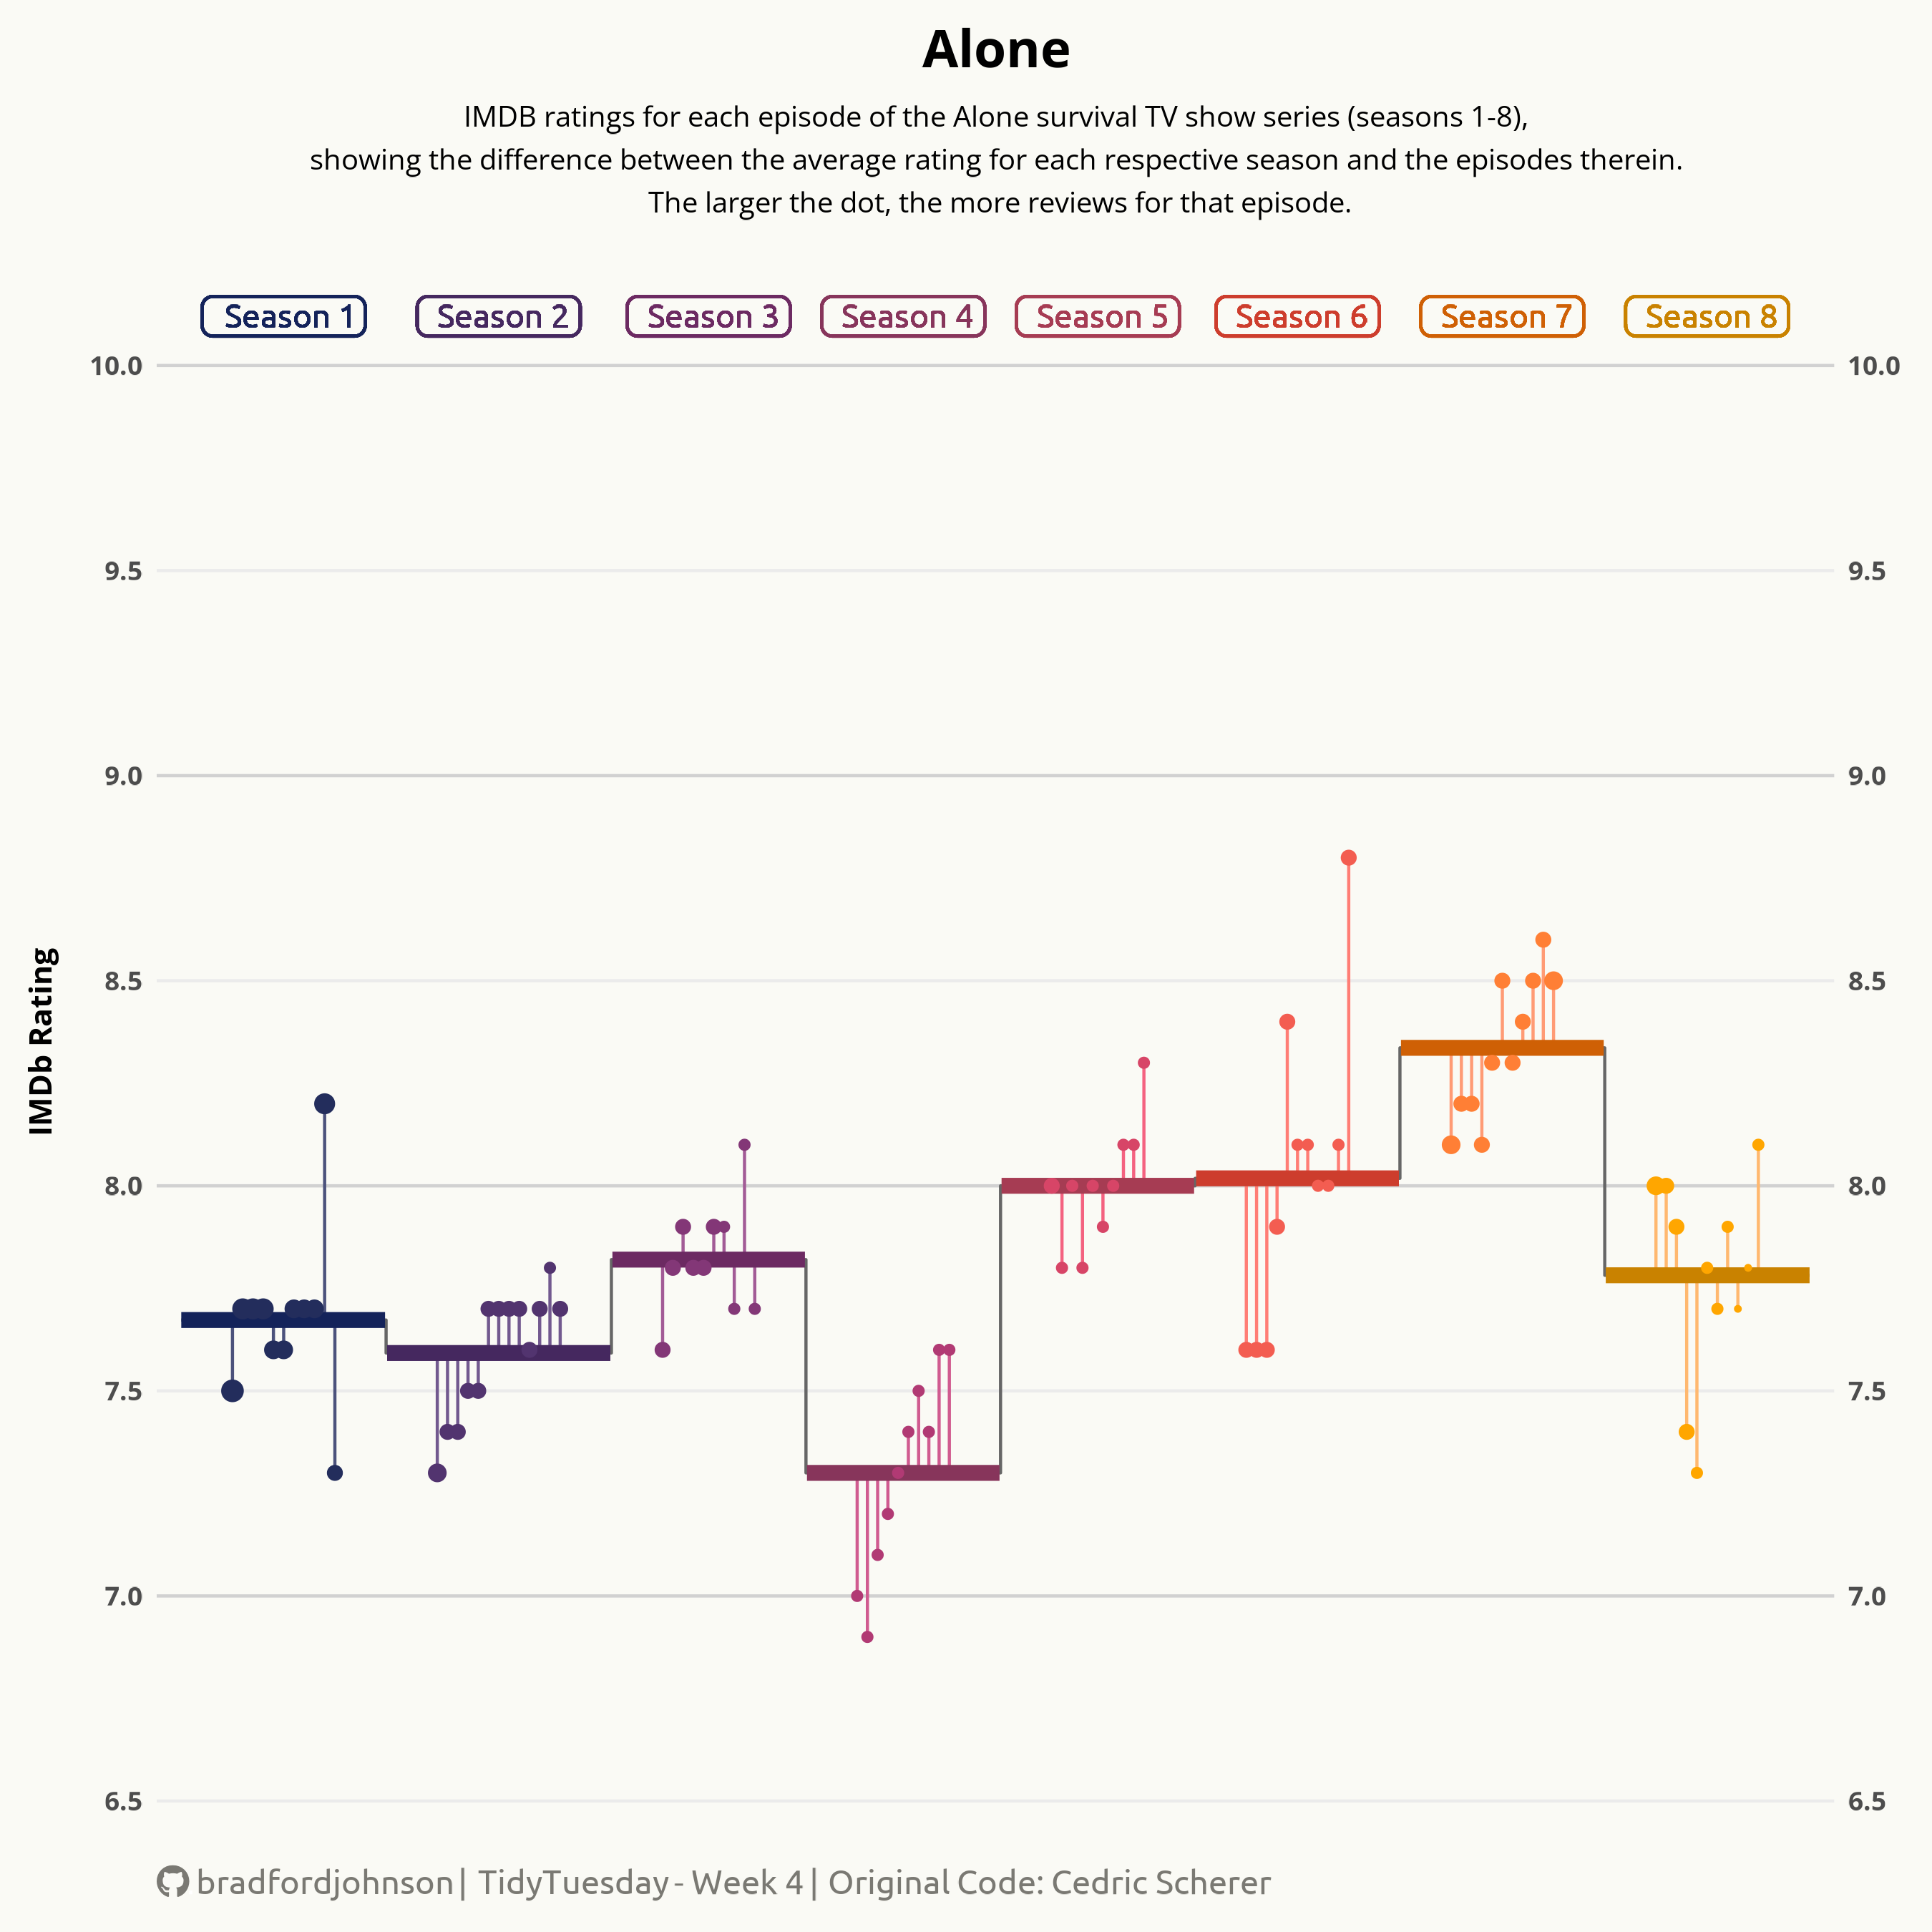 Alone
IMDB ratings for each episode of the Alone survival TV show series (seasons 1-8),
showing the difference between the average rating for each respective season and the episodes therein.
The larger the dot, the more reviews for that episode.
Season 1 Season 2 Season 3 Season 4 Season 5 Season 6 Season 7 Season 8
10.0 10.0
9.5 9.5
9.0 9.0
8.5 8.5
8.0 8.0
7.5 7.5
7.0 7.0
6.5 6.5
IMDb Rating
bradfordjohnson| TidyTuesday - Week 4| Original Code: Cedric Scherer